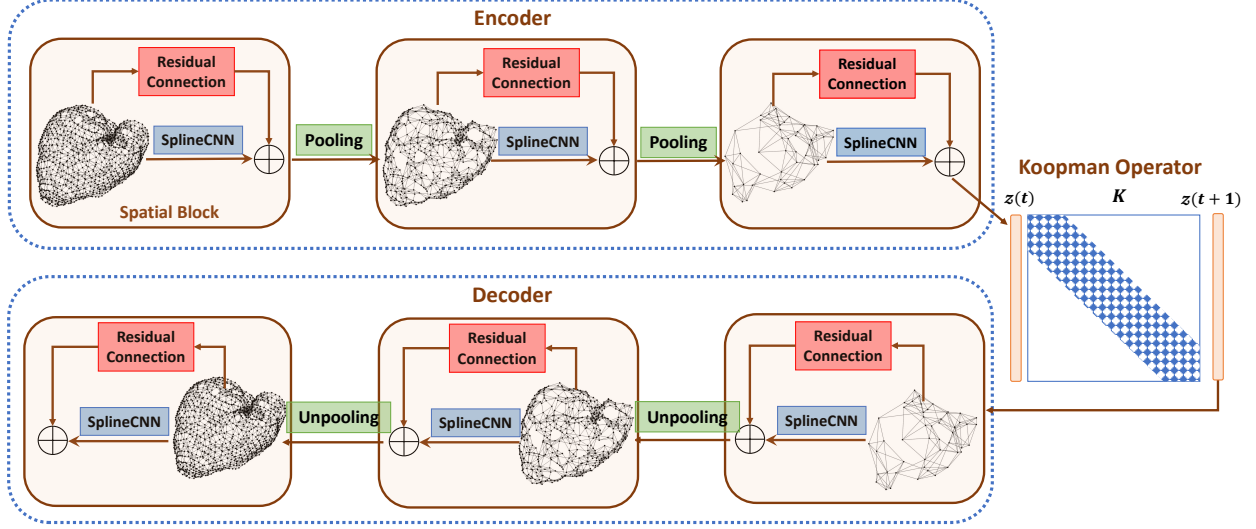 Encoder
Residual
Connection
SplineCNN
Spatial Block
Pooling
Residual
Connection
SplineCNN
Pooling
Residual
Connection
SplineCNN
Koopman Operator
z(t)
K
z(t + 1)
Decoder
Residual
Connection
SplineCNN
Unpooling
Residual
Connection
SplineCNN
Unpooling
Residual
Connection
SplineCNN